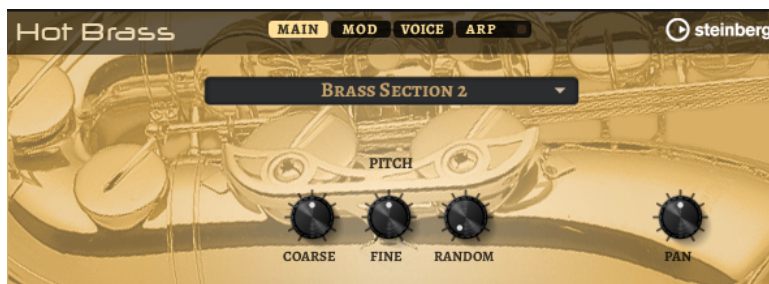 Hot Brass
MAIN MOD VOICE ARP
steinberg
BRASS SECTION 2
PITCH
COARSE FINE RANDOM PAN